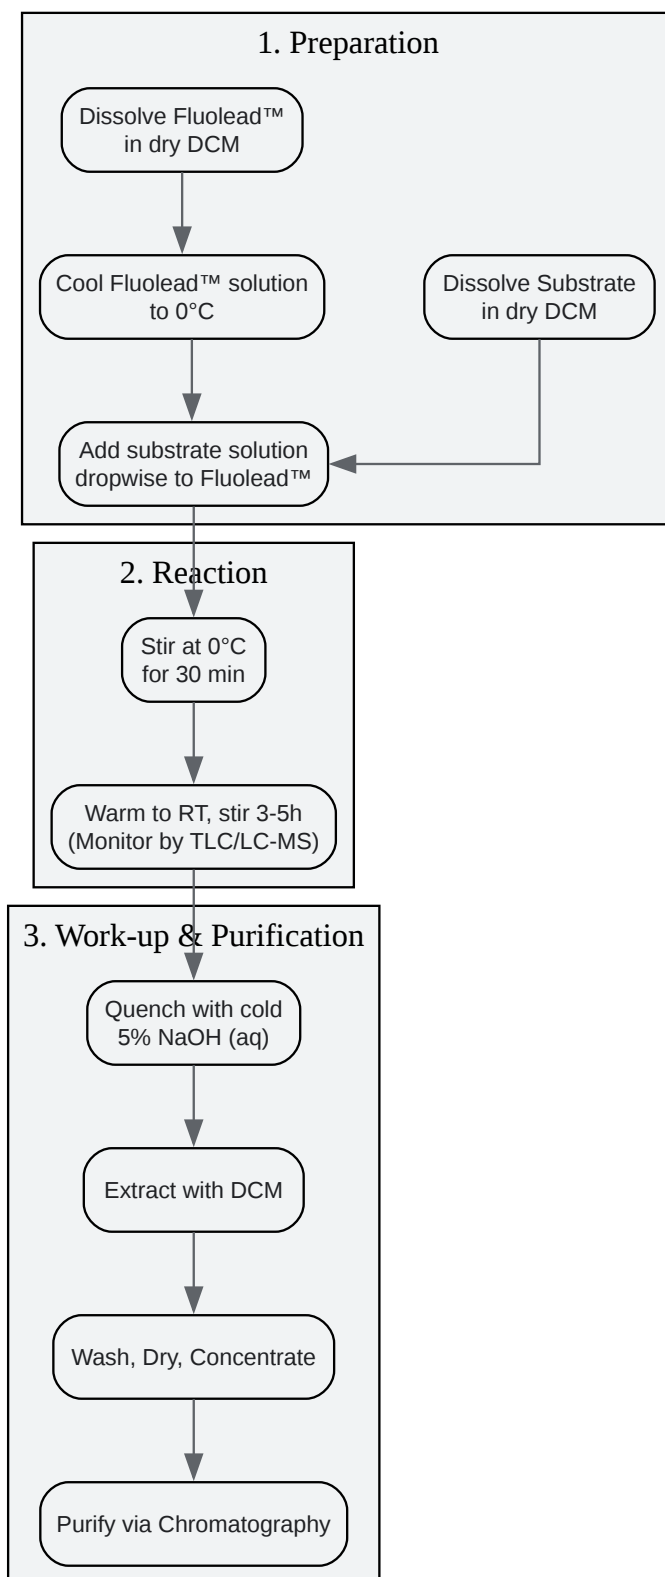 1. Preparation
Dissolve Fluolead™
in dry DCM
Cool Fluolead™ solution
to 0°C
Dissolve Substrate
in dry DCM
Add substrate solution
dropwise to Fluolead™
2. Reaction
Stir at 0°C
for 30 min
Warm to RT, stir 3-5h
(Monitor by TLC/LC-MS)
3. Work-up & Purification
Quench with cold
5% NaOH (aq)
Extract with DCM
Wash, Dry, Concentrate
Purify via Chromatography